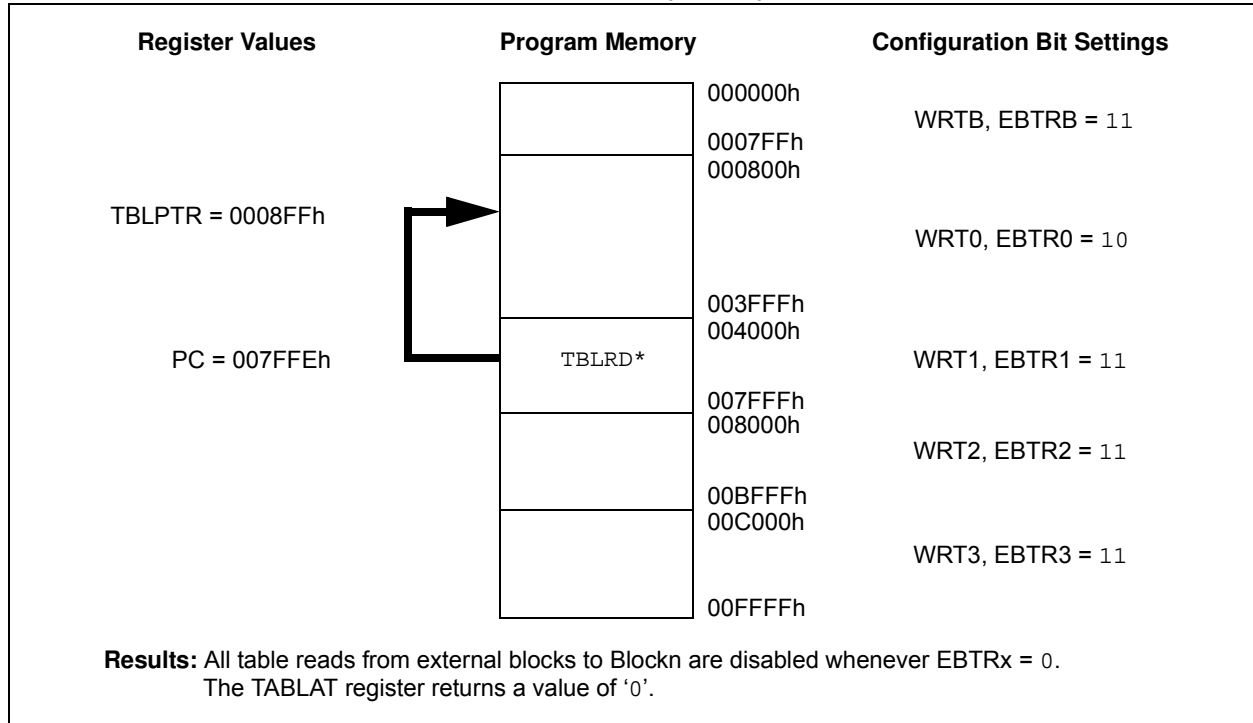 Register Values Program Memory Configuration Bit Settings
000000h
WRTB, EBTRB = 11
0007FFh
000800h
TBLPTR = 0008FFh
WRT0, EBTR0 = 10
003FFFh
004000h
PC = 007FFEh TBLRD* WRT1, EBTR1 = 11
007FFFh
008000h
WRT2, EBTR2 = 11
00BFFFh
00C000h
WRT3, EBTR3 = 11
00FFFFh
Results: All table reads from external blocks to Blockn are disabled whenever EBTRx = 0.
The TABLAT register returns a value of ‘0’.